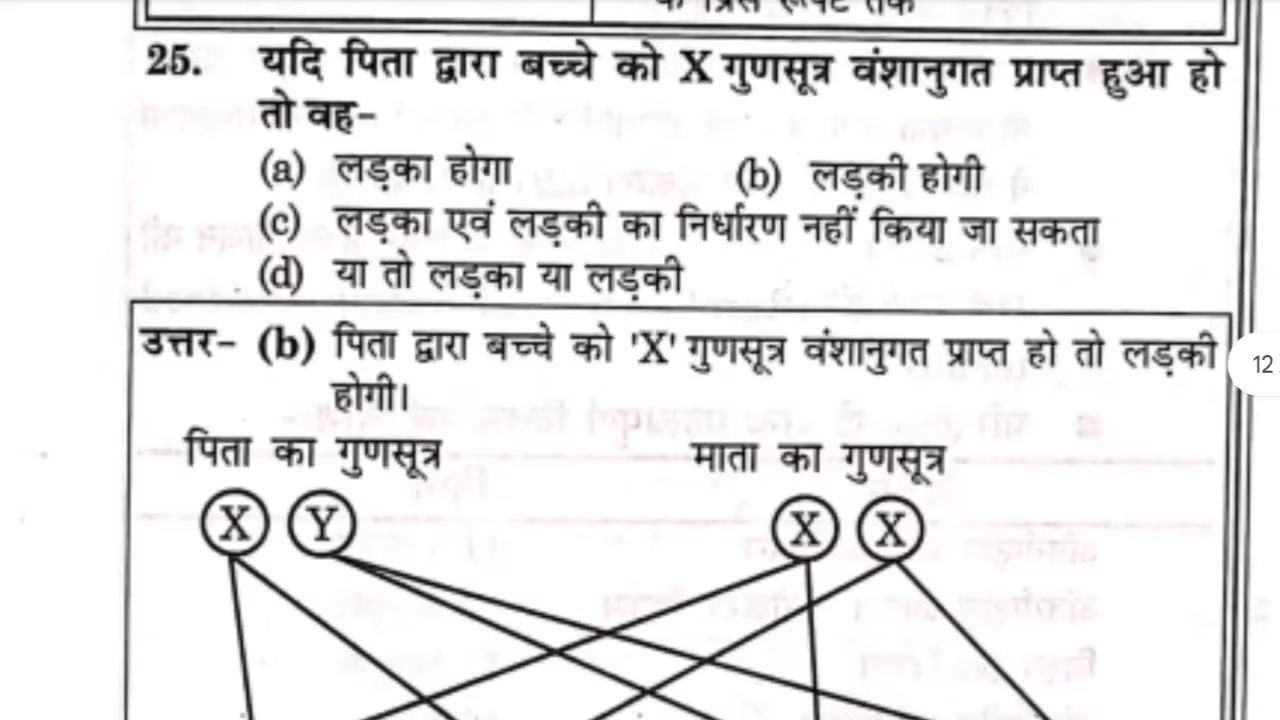 25. यदि पिता द्वारा बच्चे को X गुणसूत्र वंशानुगत प्राप्त हुआ हो
तो वह-
(a) लड़का होगा (b) लड़की होगी
(c) लड़का एवं लड़की का निर्धारण नहीं किया जा सकता
(d) या तो लड़का या लड़की
उत्तर- (b) पिता द्वारा बच्चे को 'X' गुणसूत्र वंशानुगत प्राप्त हो तो लड़की
होगी।
12
पिता का गुणसूत्र माता का गुणसूत्र
X Y X X